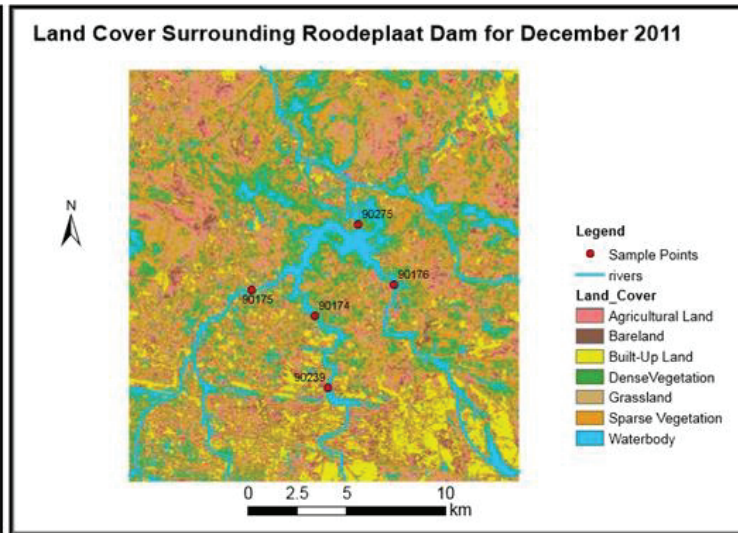 Land Cover Surrounding Roodeplaat Dam for December 2011
N
90275
90176
90175
90174
90239
Legend
Sample Points
rivers
Land_Cover
Agricultural Land
Bareland
Built-Up Land
DenseVegetation
Grassland
Sparse Vegetation
Waterbody
0 2.5 5 10
km